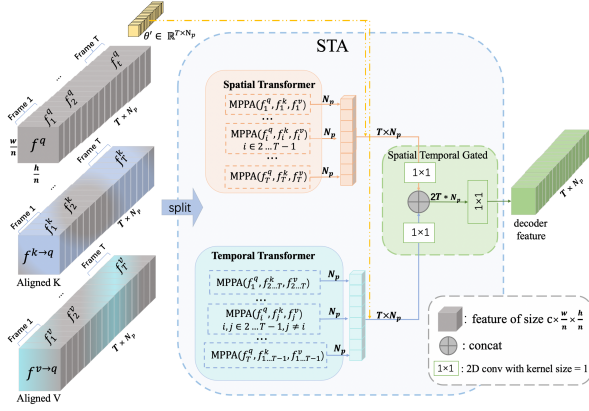 θ′ ∈ ℝ^{T×N_p}
STA
Frame 1
...
Frame T
f_1^q
f_2^q
f_t^q
f^q
T × N_p
w/n
h/n
Frame 1
...
Frame T
f_1^k
f_2^k
f_T^k
f^{k→q}
T × N_p
Aligned K
Frame 1
...
Frame T
f_1^v
f_2^v
f_T^v
f^{v→q}
T × N_p
Aligned V
split
Spatial Transformer
MPPA(f_1^q, f_1^k, f_1^v)
...
MPPA(f_i^q, f_i^k, f_i^v)
i ∈ 2 … T − 1
...
MPPA(f_T^q, f_T^k, f_T^v)
N_p
N_p
N_p
T × N_p
Temporal Transformer
MPPA(f_1^q, f_{2…T}^k, f_{2…T}^v)
...
MPPA(f_i^q, f_j^k, f_j^v)
i, j ∈ 2 … T − 1, j ≠ i
...
MPPA(f_T^q, f_{1…T−1}^k, f_{1…T−1}^v)
N_p
N_p
N_p
T × N_p
Spatial Temporal Gated
1×1
2T * N_p
1×1
1×1
T × N_p
decoder
feature
: feature of size c × w/n × h/n
: concat
1×1 : 2D conv with kernel size = 1